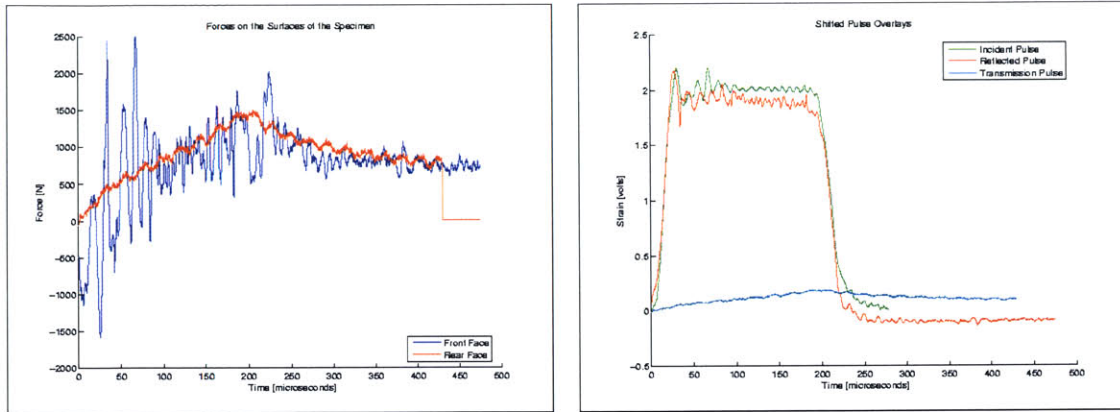 Forces on the Surfaces of the Specimen
2500
2000
1500
1000
500
0
−500
−1000
−1500
−2000
Force [N]
0 50 100 150 200 250 300 350 400 450 500
Time [microseconds]
Front Face
Rear Face
Shifted Pulse Overlays
2.5
2
1.5
1
0.5
0
−0.5
Strain [volts]
0 50 100 150 200 250 300 350 400 450 500
Time [microseconds]
Incident Pulse
Reflected Pulse
Transmission Pulse